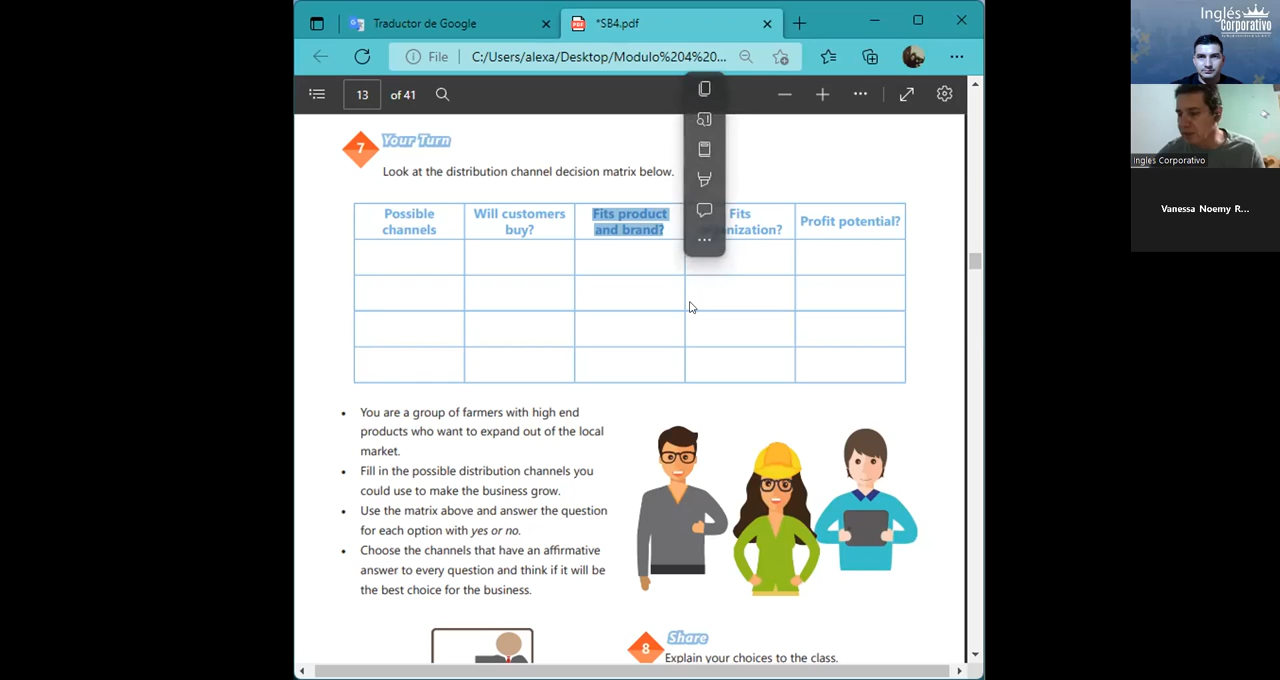 Traductor de Google
*SB4.pdf
File
C:/Users/alexa/Desktop/Modulo%204%20...
13 of 41
7 Your Turn
Look at the distribution channel decision matrix below.
Possible channels
Will customers buy?
Fits product and brand?
Fits
nization?
Profit potential?
• You are a group of farmers with high end
products who want to expand out of the local
market.
• Fill in the possible distribution channels you
could use to make the business grow.
• Use the matrix above and answer the question
for each option with yes or no.
• Choose the channels that have an affirmative
answer to every question and think if it will be
the best choice for the business.
8 Share
Explain your choices to the class.
Inglés
Corporativo
Ingles Corporativo
Vanessa Noemy R...